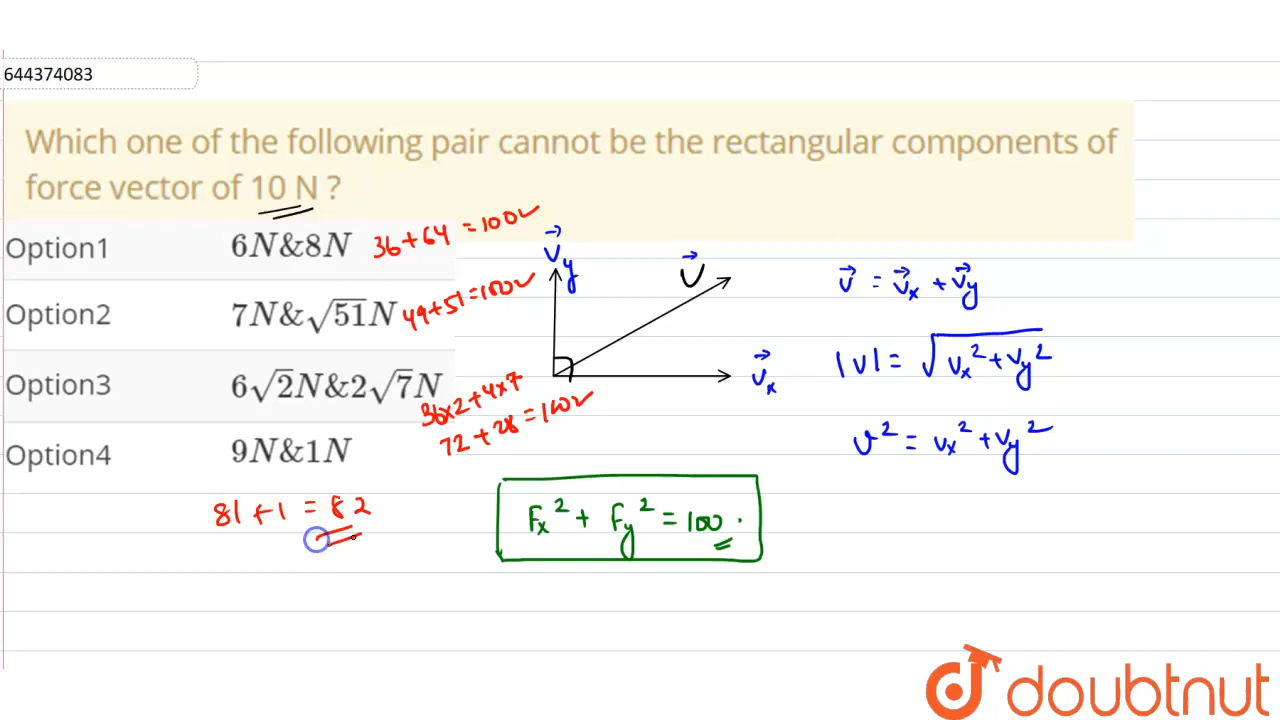 644374083
Which one of the following pair cannot be the rectangular components of
force vector of 10 N ?
Option1 6N&8N 36+64 =100✓
Option2 7N&√51N 49+51=100✓
Option3 6√2N&2√7N 36×2+4×7
72+28=100✓
Option4 9N&1N
81+1 = 82
V⃗y
V⃗
V⃗x
V⃗ = V⃗x + V⃗y
|V| = √Vx²+Vy²
V² = Vx²+Vy²
Fx² + Fy² = 100.
doubtnut